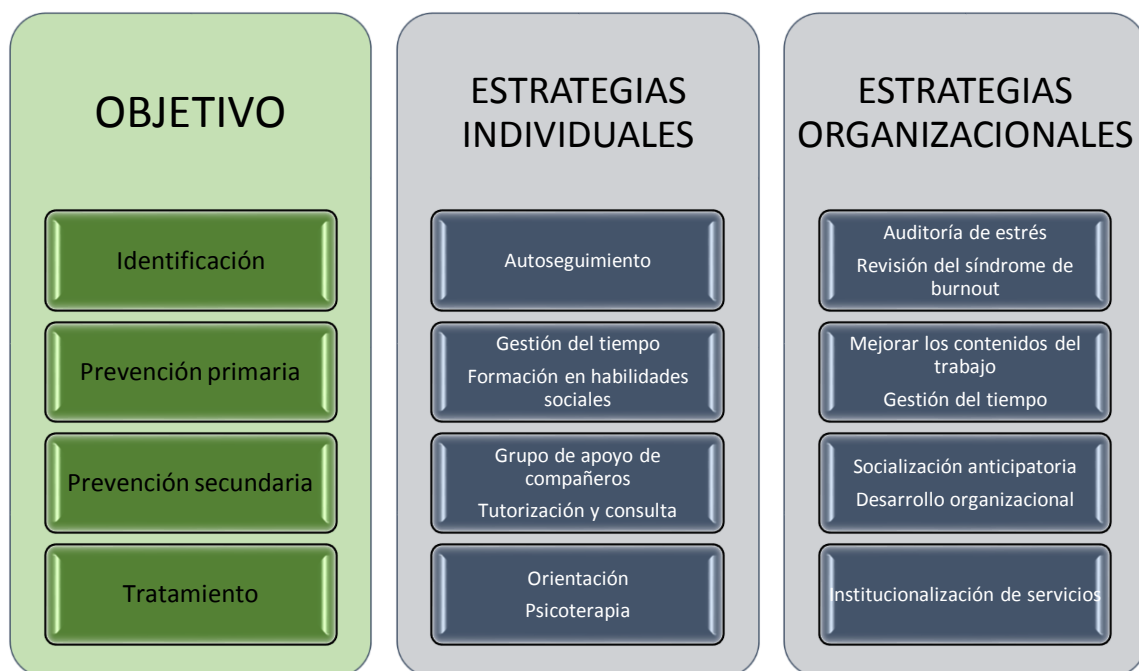 OBJETIVO
Identificación
Prevención primaria
Prevención secundaria
Tratamiento
ESTRATEGIAS
INDIVIDUALES
Autoseguimiento
Gestión del tiempo
Formación en habilidades
sociales
Grupo de apoyo de
compañeros
Tutorización y consulta
Orientación
Psicoterapia
ESTRATEGIAS
ORGANIZACIONALES
Auditoría de estrés
Revisión del síndrome de
burnout
Mejorar los contenidos del
trabajo
Gestión del tiempo
Socialización anticipatoria
Desarrollo organizacional
Institucionalización de servicios